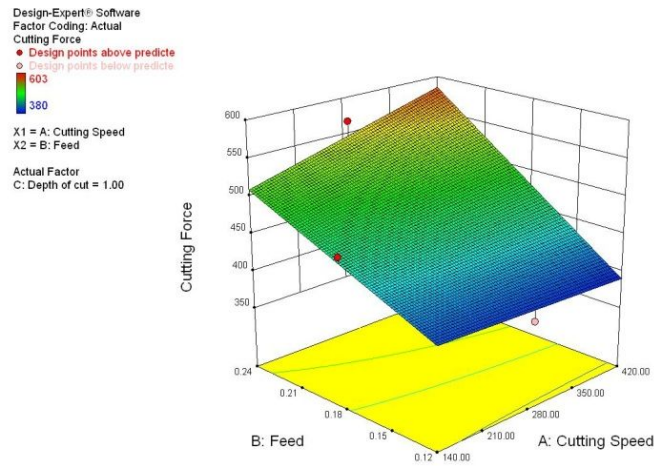 Design-Expert® Software
Factor Coding: Actual
Cutting Force
Design points above predicte
Design points below predicte
603
380
X1 = A: Cutting Speed
X2 = B: Feed
Actual Factor
C: Depth of cut = 1.00
600
550
500
450
400
350
Cutting Force
0.24
0.21
0.18
0.15
0.12
B: Feed
140.00
210.00
280.00
350.00
420.00
A: Cutting Speed